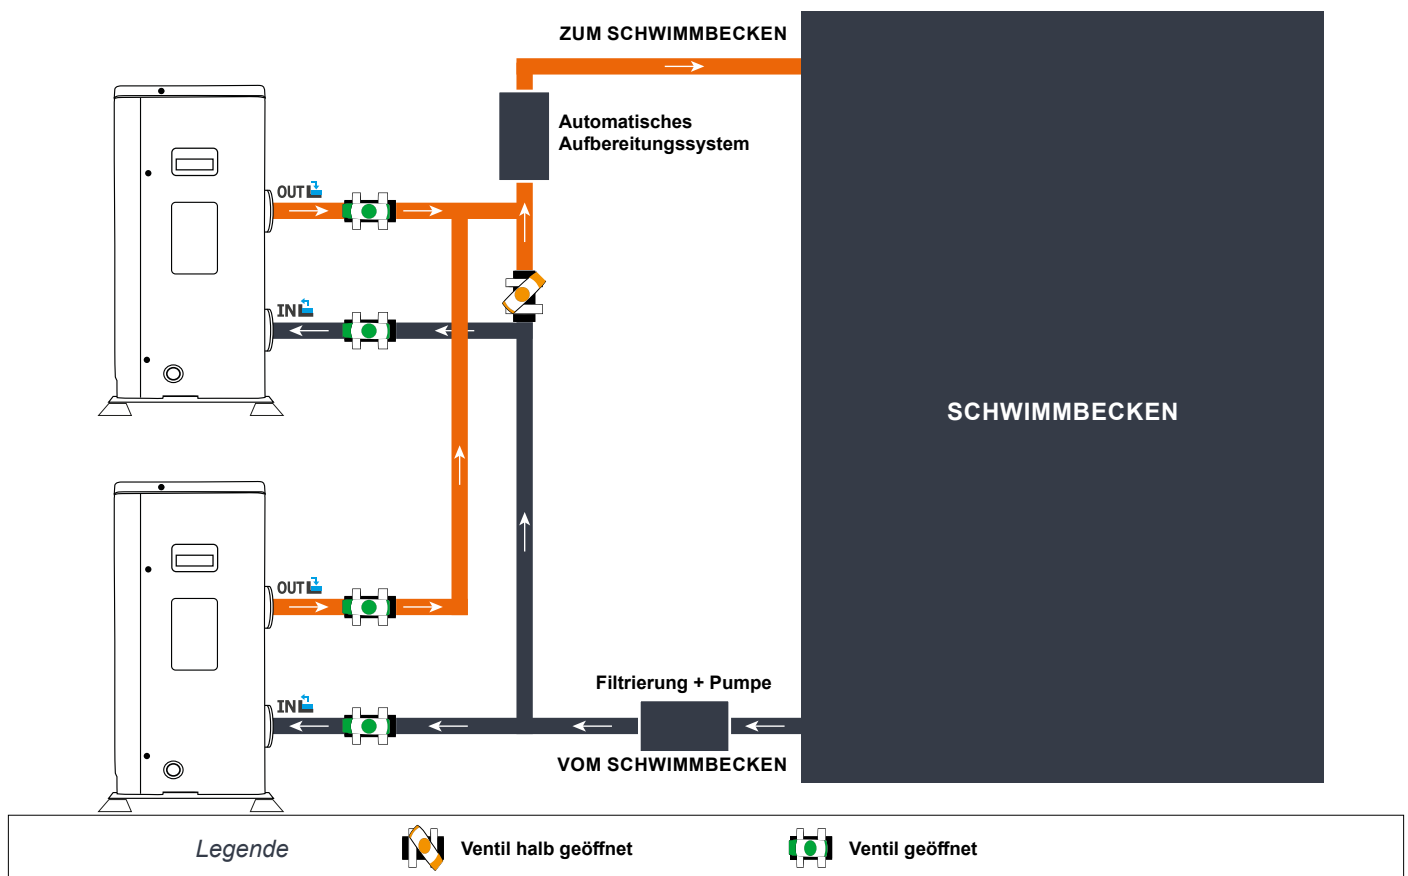 ZUM SCHWIMMBECKEN
Automatisches
Aufbereitungssystem
OUT
IN
SCHWIMMBECKEN
OUT
IN
Filtrierung + Pumpe
VOM SCHWIMMBECKEN
Legende
Ventil halb geöffnet
Ventil geöffnet